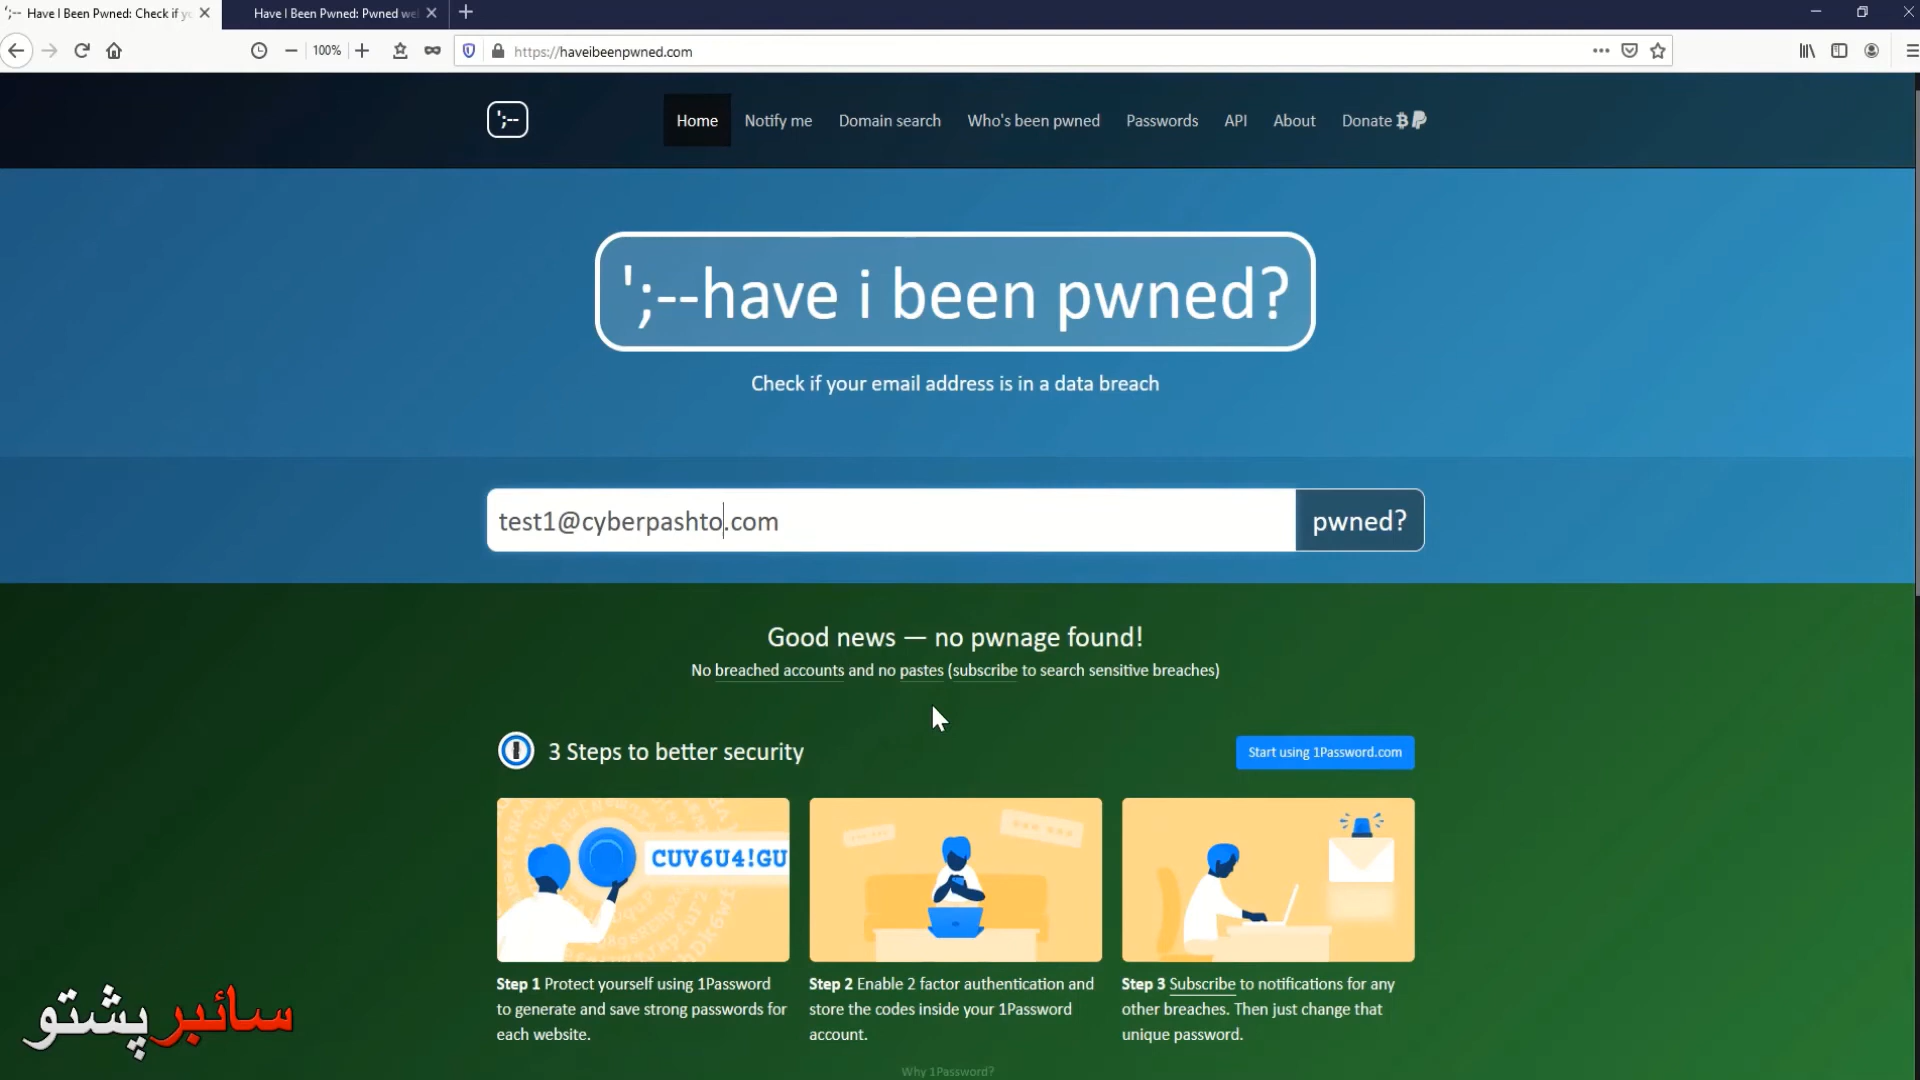 ';-- Have I Been Pwned: Check if yo
Have I Been Pwned: Pwned we
100%
https://haveibeenpwned.com
';--
Home
Notify me
Domain search
Who's been pwned
Passwords
API
About
Donate
';--have i been pwned?
Check if your email address is in a data breach
test1@cyberpashto.com
pwned?
Good news — no pwnage found!
No breached accounts and no pastes (subscribe to search sensitive breaches)
3 Steps to better security
Start using 1Password.com
CUV6U4!GU
Step 1 Protect yourself using 1Password
to generate and save strong passwords for
each website.
Step 2 Enable 2 factor authentication and
store the codes inside your 1Password
account.
Step 3 Subscribe to notifications for any
other breaches. Then just change that
unique password.
Why 1Password?
سائبر پشتو